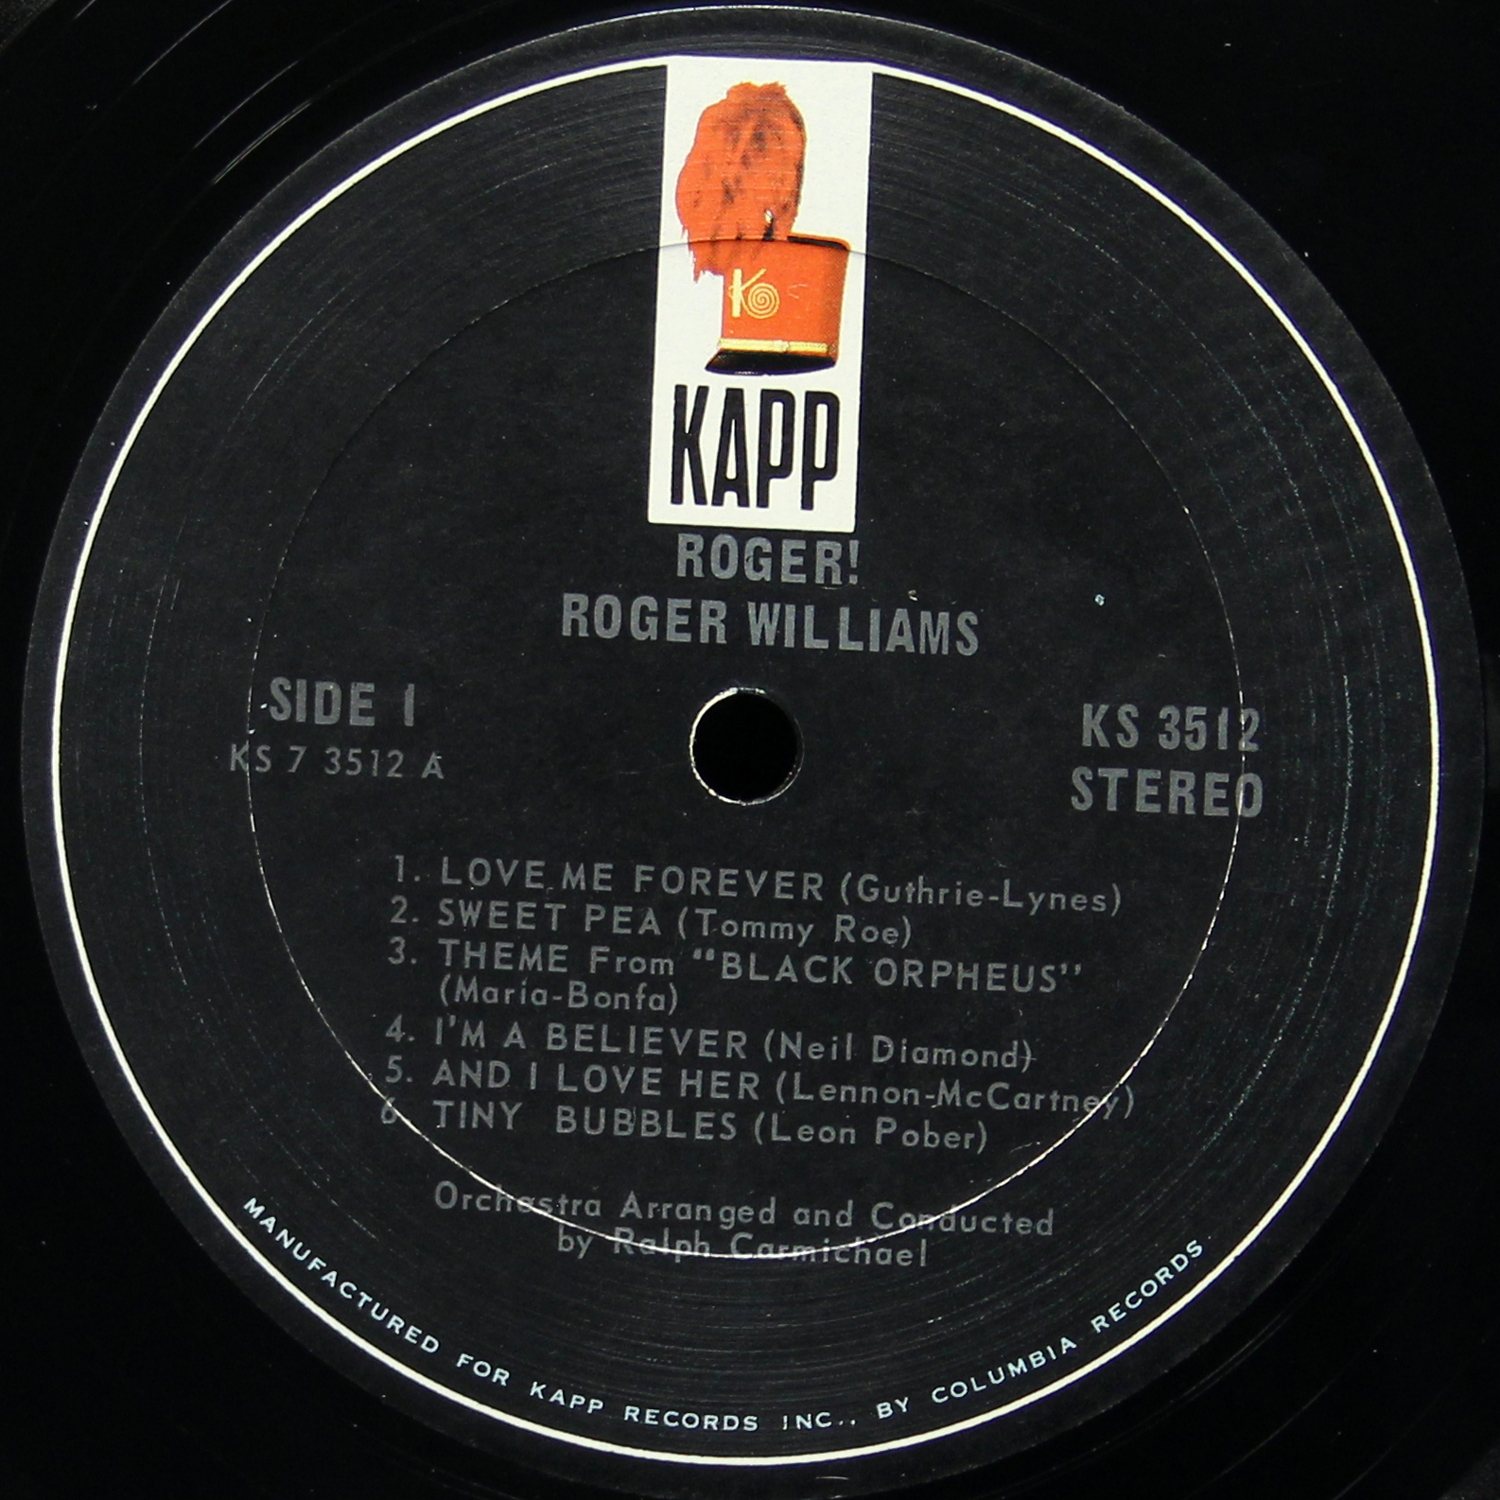 K
KAPP
ROGER!
ROGER WILLIAMS
SIDE 1
KS 7 3512 A
KS 3512
STEREO
1. LOVE ME FOREVER (Guthrie-Lynes)
2. SWEET PEA (Tommy Roe)
3. THEME From "BLACK ORPHEUS"
(Maria-Bonfa)
4. I'M A BELIEVER (Neil Diamond)
5. AND I LOVE HER (Lennon-McCartney)
6. TINY BUBBLES (Leon Pober)
Orchestra Arranged and Conducted
by Ralph Carmichael
MANUFACTURED FOR KAPP RECORDS INC., BY COLUMBIA RECORDS